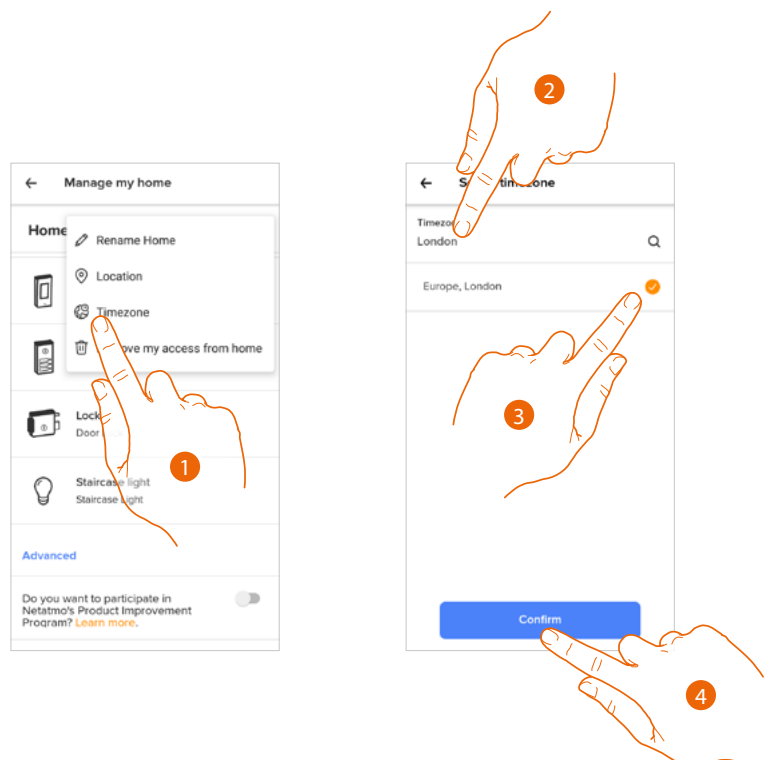 2
Manage my home
Home
Rename Home
Location
Timezone
my access from home
Lock
Door
1
Staircase light
Staircase Light
Advanced
Do you want to participate in
Netatmo's Product Improvement
Program? Learn more.
London
Europe, London
3
Confirm
4